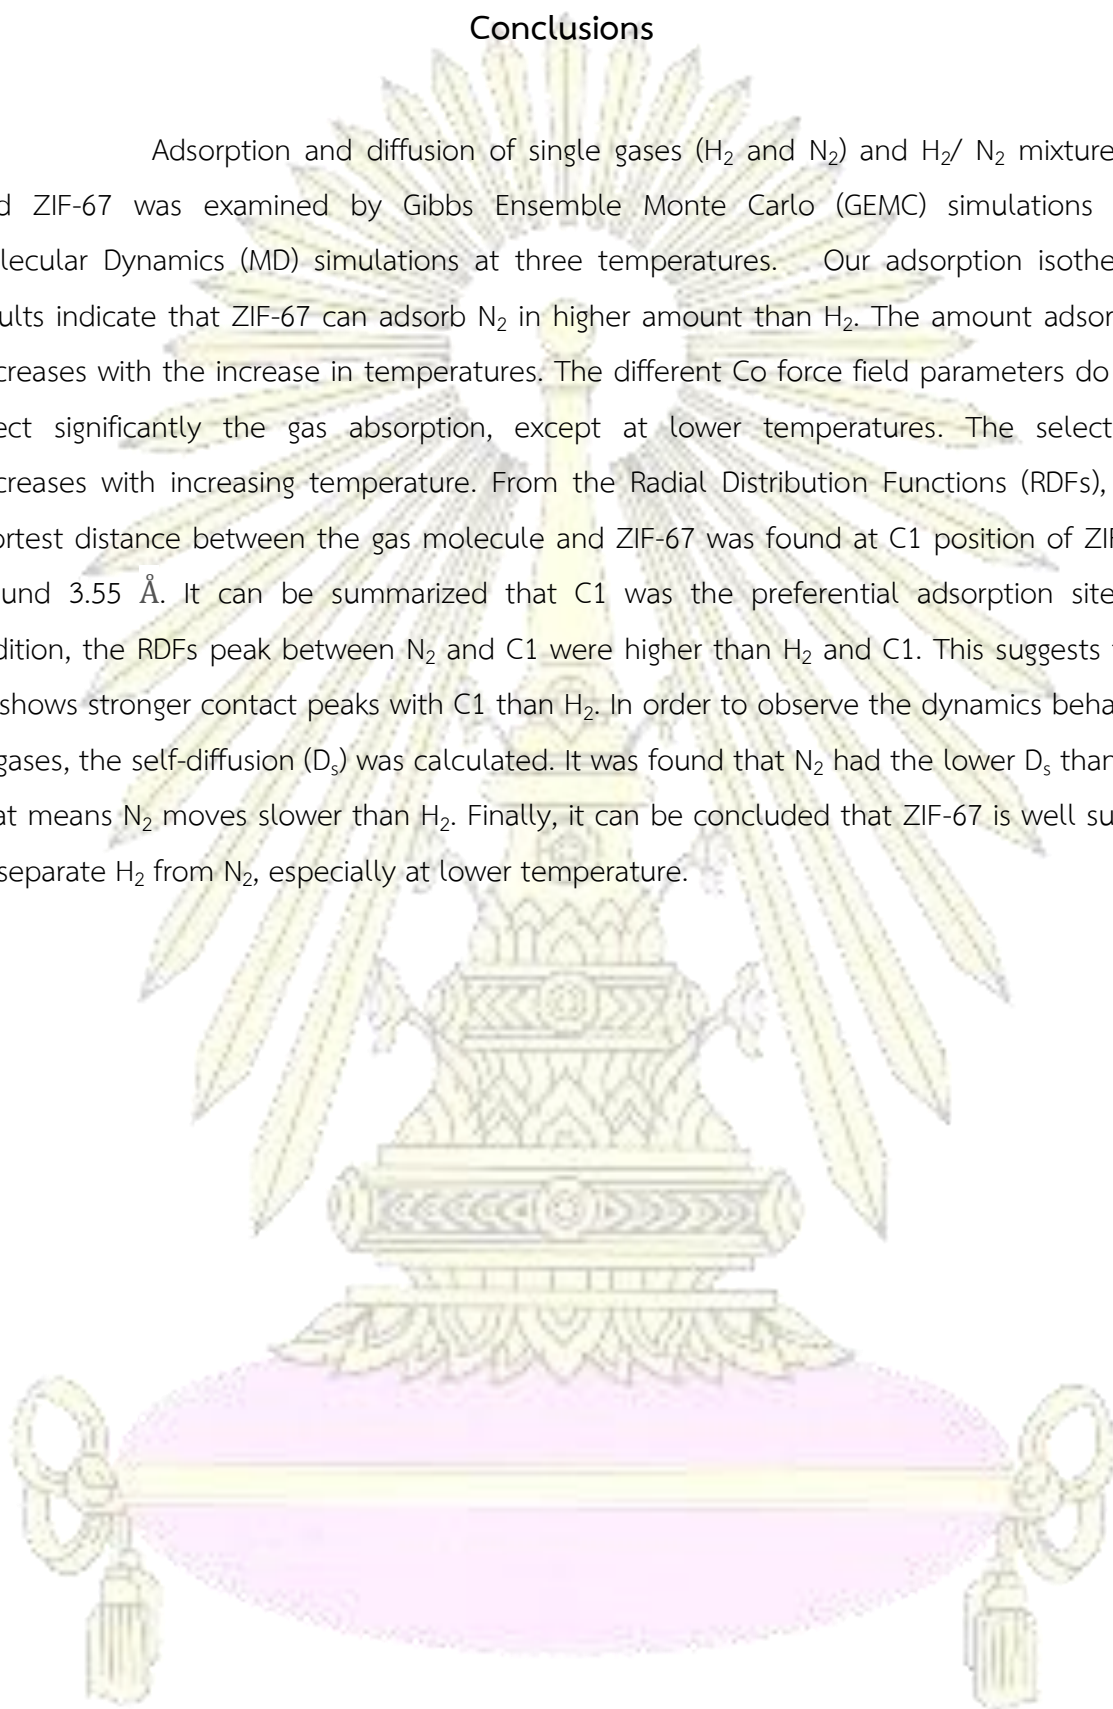 Conclusions
Adsorption and diffusion of single gases (H₂ and N₂) and H₂/ N₂ mixture
d ZIF-67 was examined by Gibbs Ensemble Monte Carlo (GEMC) simulations
lecular Dynamics (MD) simulations at three temperatures. Our adsorption isothe
ults indicate that ZIF-67 can adsorb N₂ in higher amount than H₂. The amount adsor
creases with the increase in temperatures. The different Co force field parameters do
ect significantly the gas absorption, except at lower temperatures. The select
creases with increasing temperature. From the Radial Distribution Functions (RDFs),
ortest distance between the gas molecule and ZIF-67 was found at C1 position of ZIF
und 3.55 Å. It can be summarized that C1 was the preferential adsorption site
dition, the RDFs peak between N₂ and C1 were higher than H₂ and C1. This suggests
shows stronger contact peaks with C1 than H₂. In order to observe the dynamics beha
gases, the self-diffusion (Dₛ) was calculated. It was found that N₂ had the lower Dₛ than
at means N₂ moves slower than H₂. Finally, it can be concluded that ZIF-67 is well su
separate H₂ from N₂, especially at lower temperature.